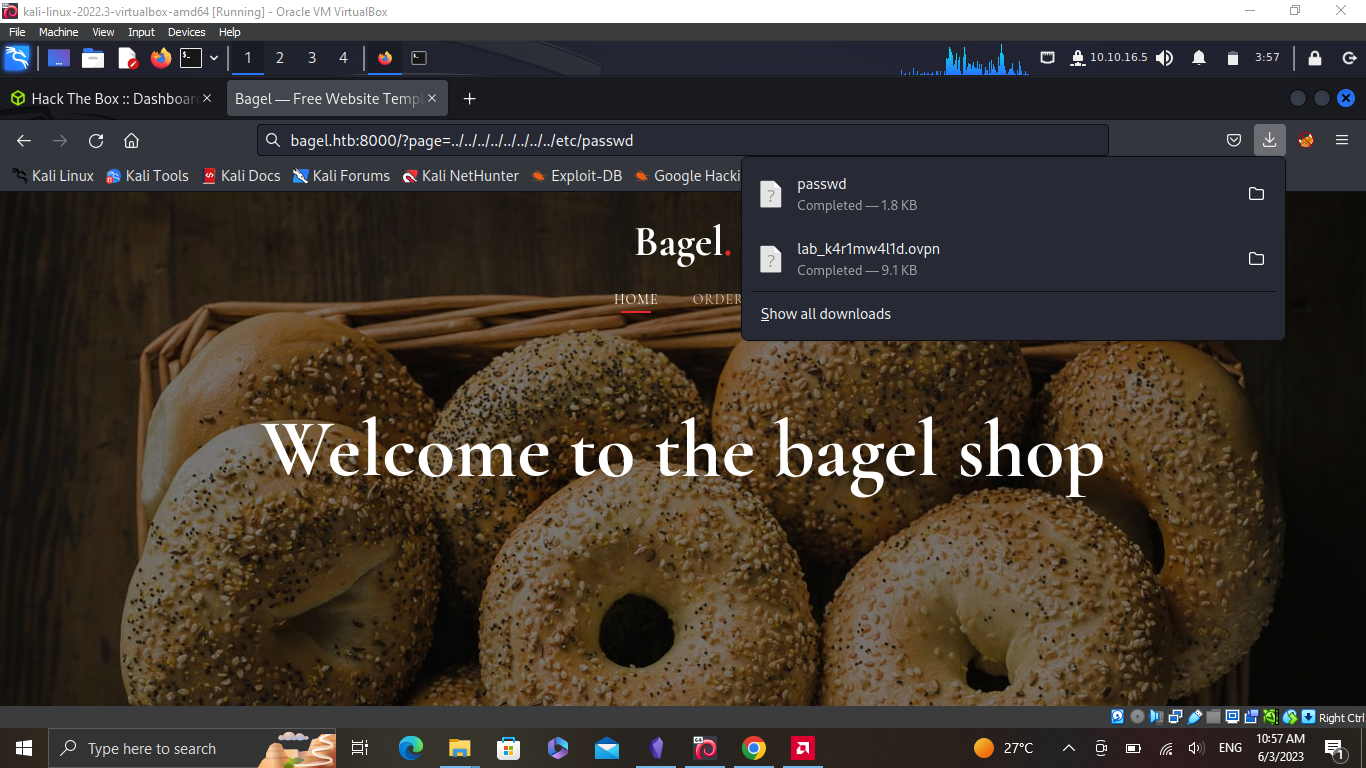 kali-linux-2022.3-virtualbox-amd64 [Running] - Oracle VM VirtualBox
File Machine View Input Devices Help
1 2 3 4 10.10.16.5 3:57
Hack The Box :: Dashboar
Bagel — Free Website Templ
bagel.htb:8000/?page=../../../../../../../../etc/passwd
Kali Linux Kali Tools Kali Docs Kali Forums Kali NetHunter Exploit-DB Google Hacki
passwd
Completed — 1.8 KB
lab_k4r1mw4l1d.ovpn
Completed — 9.1 KB
Show all downloads
Bagel.
HOME ORDER
Welcome to the bagel shop
Right Ctrl
Type here to search
27°C
ENG
10:57 AM
6/3/2023
1